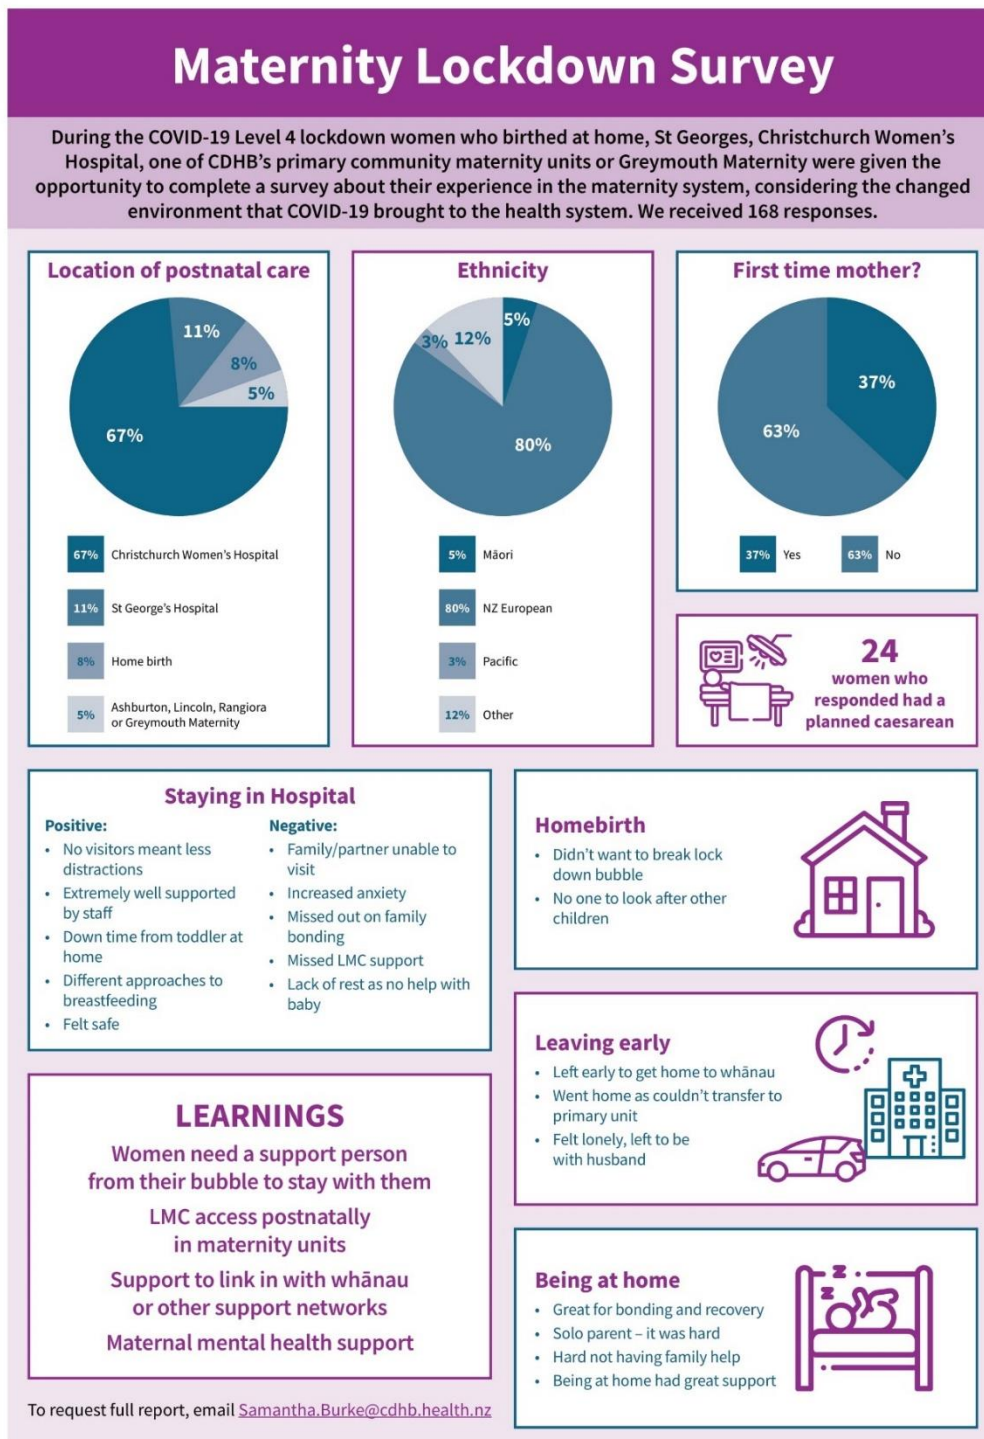 Maternity Lockdown Survey
During the COVID-19 Level 4 lockdown women who birthed at home, St Georges, Christchurch Women's
Hospital, one of CDHB's primary community maternity units or Greymouth Maternity were given the
opportunity to complete a survey about their experience in the maternity system, considering the changed
environment that COVID-19 brought to the health system. We received 168 responses.
Location of postnatal care
11%
8%
5%
67%
67% Christchurch Women's Hospital
11% St George's Hospital
8% Home birth
5% Ashburton, Lincoln, Rangiora
or Greymouth Maternity
Ethnicity
5%
3% 12%
80%
5% Māori
80% NZ European
3% Pacific
12% Other
First time mother?
37%
63%
37% Yes 63% No
24
women who
responded had a
planned caesarean
Staying in Hospital
Positive:
• No visitors meant less
distractions
• Extremely well supported
by staff
• Down time from toddler at
home
• Different approaches to
breastfeeding
• Felt safe
Negative:
• Family/partner unable to
visit
• Increased anxiety
• Missed out on family
bonding
• Missed LMC support
• Lack of rest as no help with
baby
Homebirth
• Didn't want to break lock
down bubble
• No one to look after other
children
Leaving early
• Left early to get home to whānau
• Went home as couldn't transfer to
primary unit
• Felt lonely, left to be
with husband
LEARNINGS
Women need a support person
from their bubble to stay with them
LMC access postnatally
in maternity units
Support to link in with whānau
or other support networks
Maternal mental health support
Being at home
• Great for bonding and recovery
• Solo parent – it was hard
• Hard not having family help
• Being at home had great support
z
z
z
To request full report, email Samantha.Burke@cdhb.health.nz